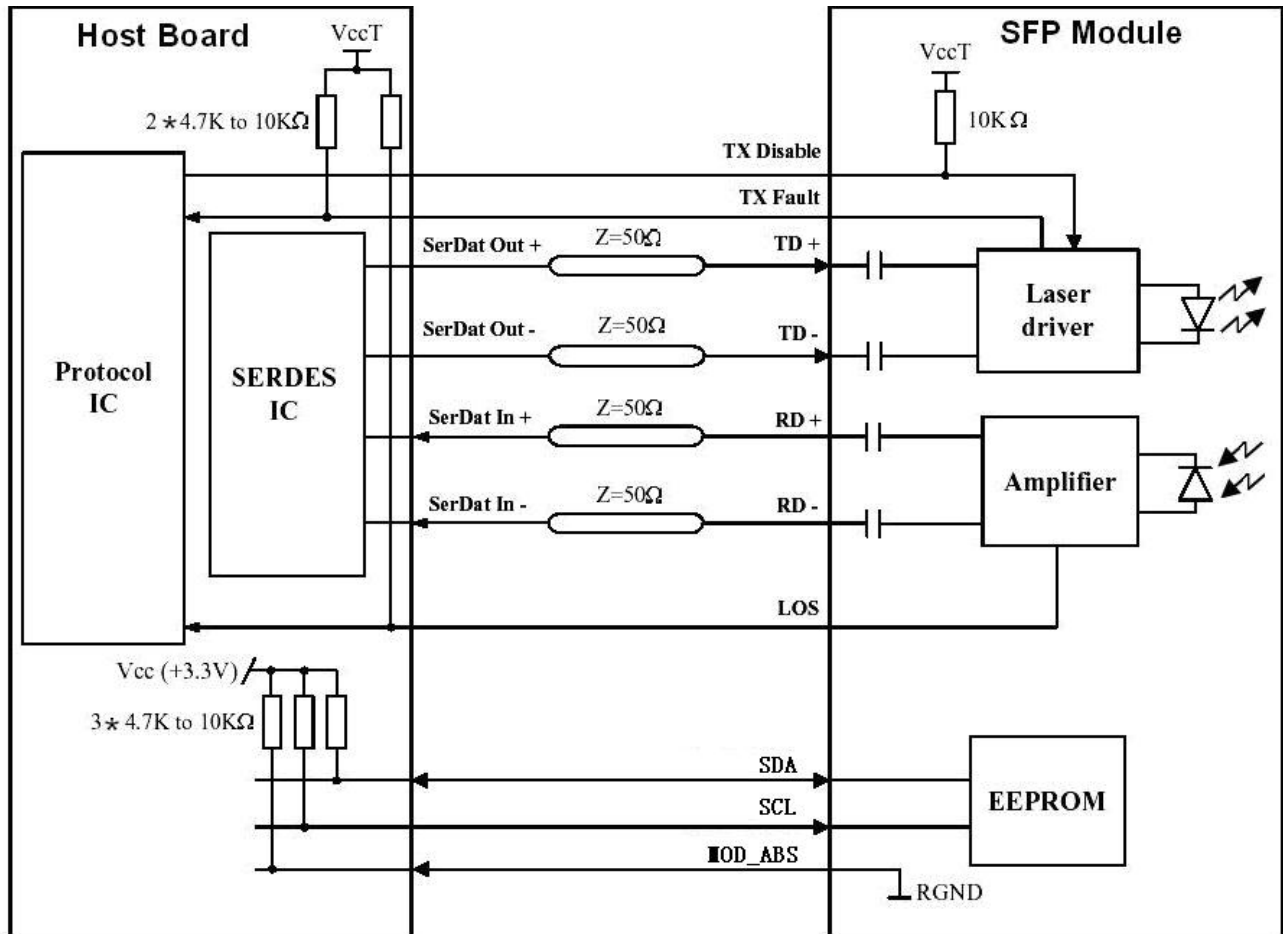 Host Board
VccT
SFP Module
VccT
2*4.7K to 10KΩ
10KΩ
TX Disable
TX Fault
SerDat Out +
Z=50Ω
TD +
SerDat Out -
Z=50Ω
TD -
Laser
driver
Protocol
IC
SERDES
IC
SerDat In +
Z=50Ω
RD +
SerDat In -
Z=50Ω
RD -
Amplifier
LOS
Vcc (+3.3V)
3*4.7K to 10KΩ
SDA
SCL
MOD_ABS
EEPROM
RGND